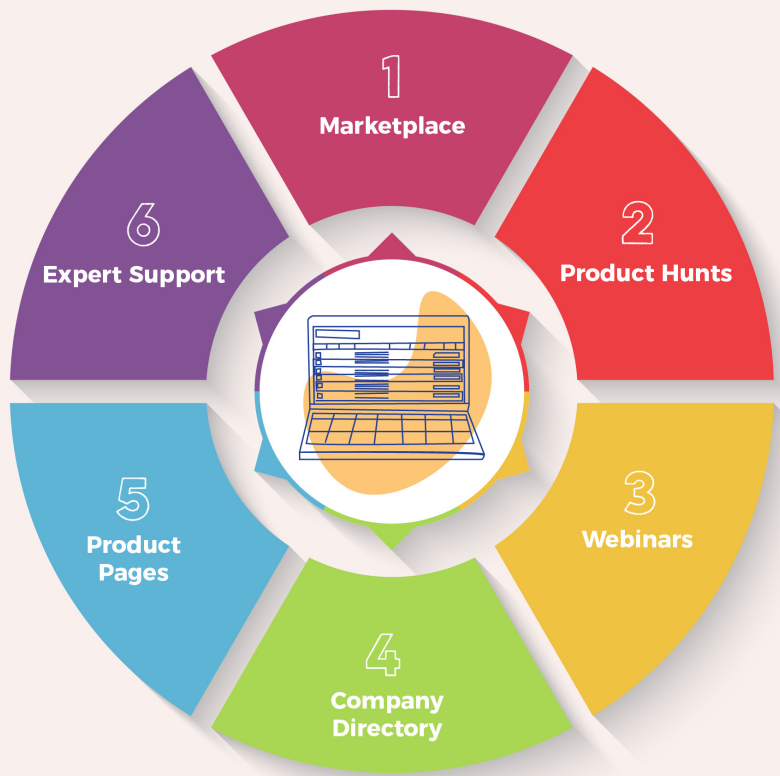 1
Marketplace
2
Product Hunts
3
Webinars
4
Company
Directory
5
Product
Pages
6
Expert Support